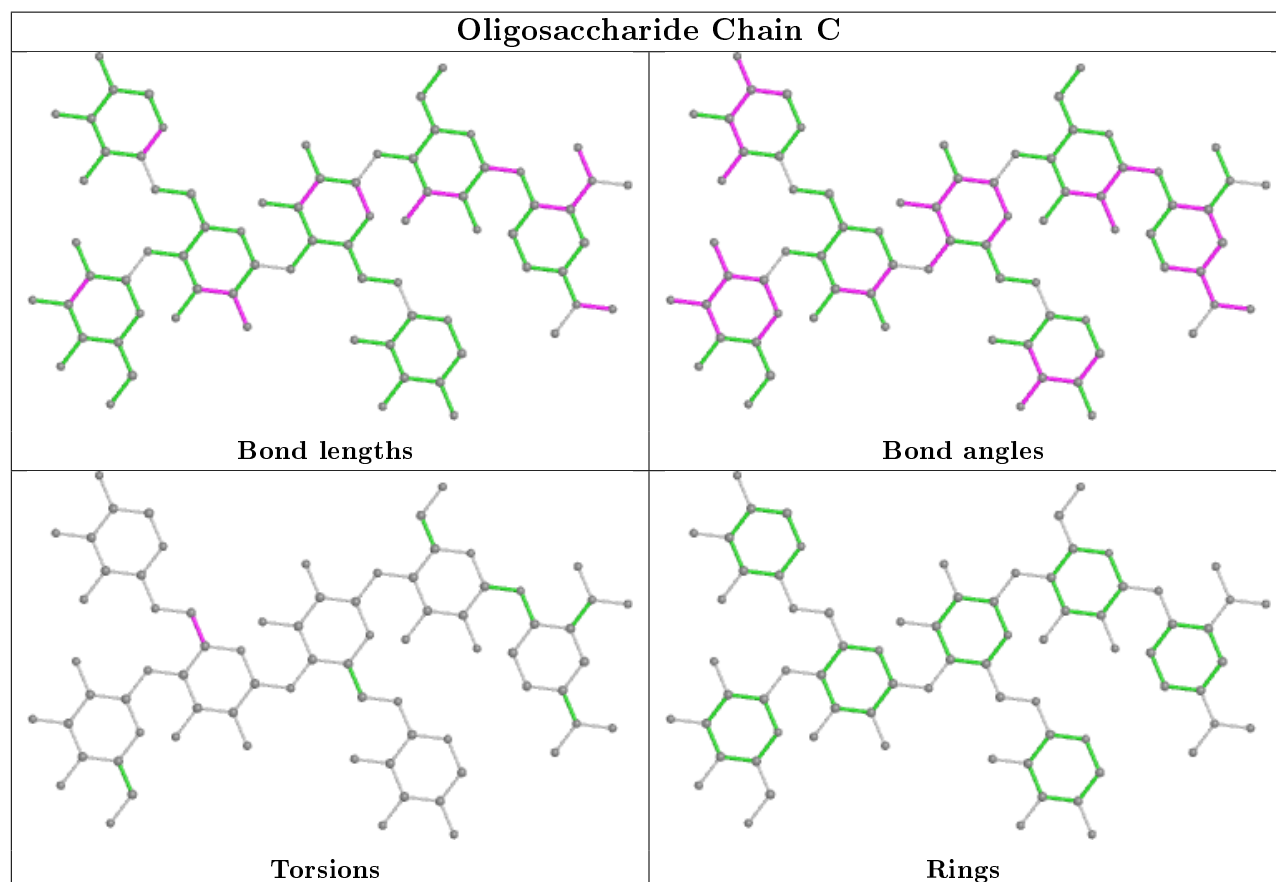 Oligosaccharide Chain C
Bond lengths
Bond angles
Torsions
Rings